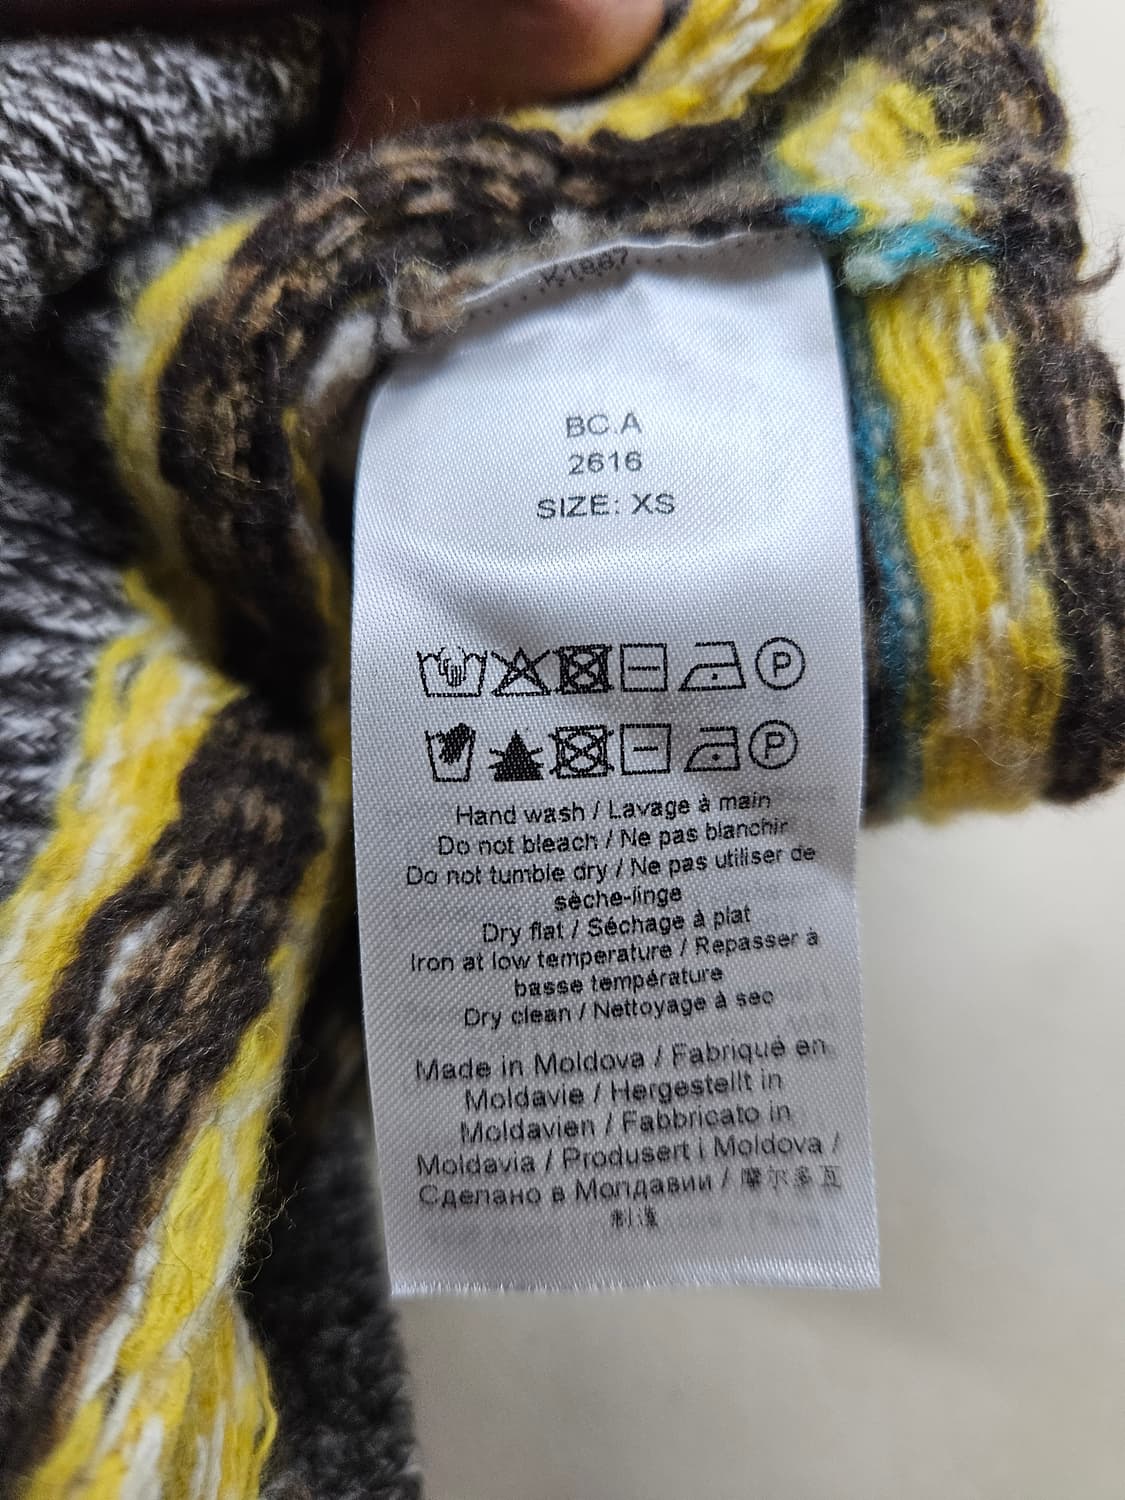 K1887
BC.A
2616
SIZE: XS
P
P
Hand wash / Lavage à main
Do not bleach / Ne pas blanchir
Do not tumble dry / Ne pas utiliser de
sèche-linge
Dry flat / Séchage à plat
Iron at low temperature / Repasser à
basse température
Dry clean / Nettoyage à sec
Made in Moldova / Fabriqué en
Moldavie / Hergestellt in
Moldavien / Fabbricato in
Moldavia / Produsert i Moldova /
Сделано в Молдавии / 摩尔多瓦
制造